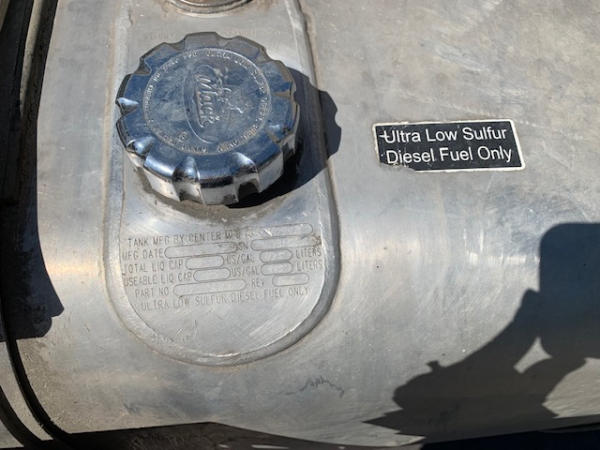 Mack
Ultra Low Sulfur
Diesel Fuel Only
TANK MFG BY CENTER
MFG DATE SN
TOTAL LIQ CAP US/GAL LITERS
USEABLE LIQ CAP US/GAL LITERS
PART NO REV
ULTRA LOW SULFUR DIESEL FUEL ONLY